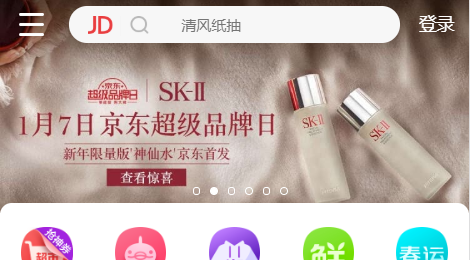 JD 清风纸抽 登录
京东
超级品牌日 SK-II
1月7日京东超级品牌日
新年限量版'神仙水'京东首发
查看惊喜
SK-II
SK-II
抢神券
超市 鲜 春运